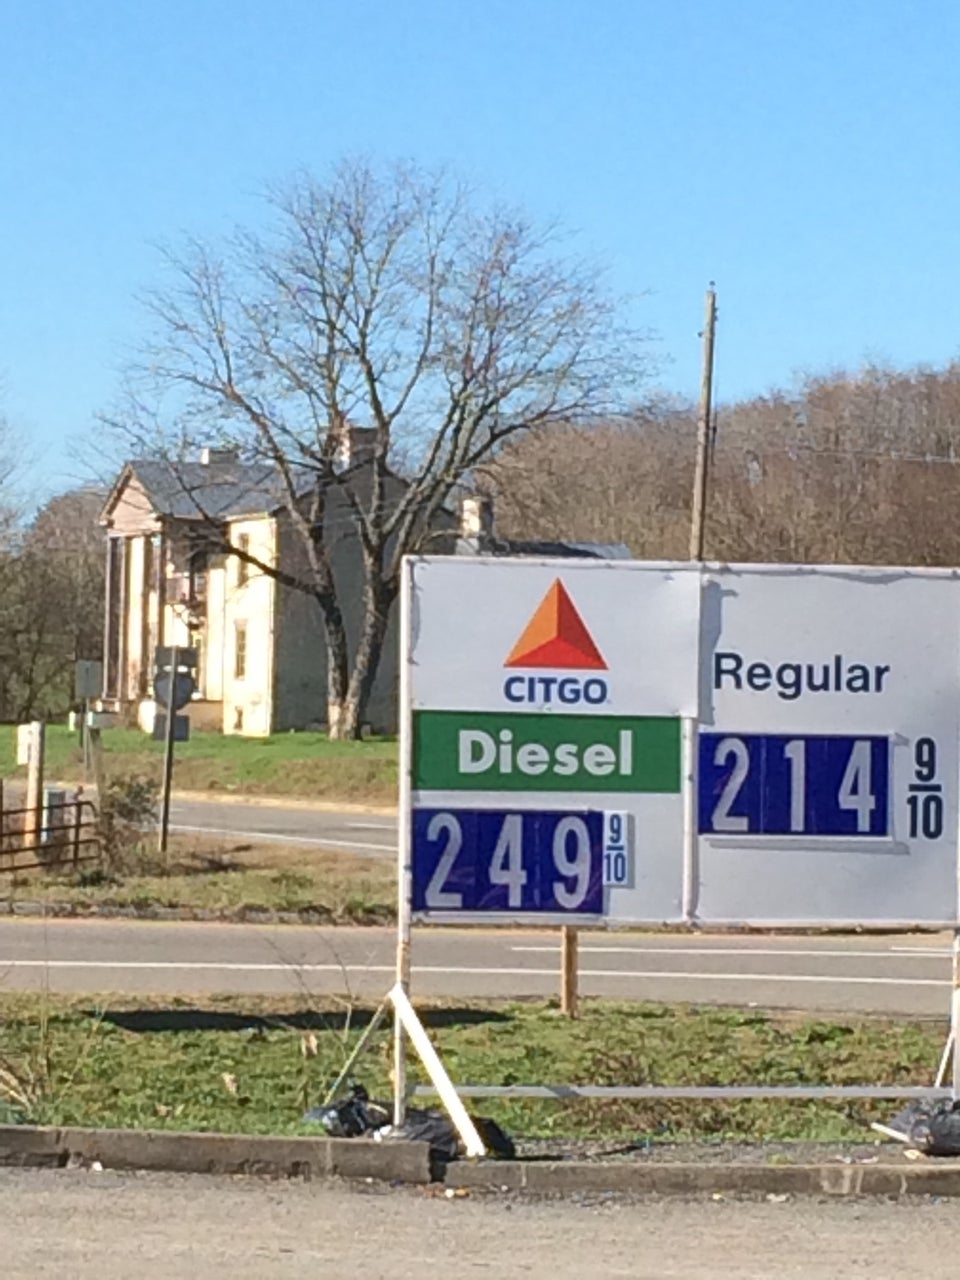 CITGO
Diesel
249 9/10
Regular
214 9/10